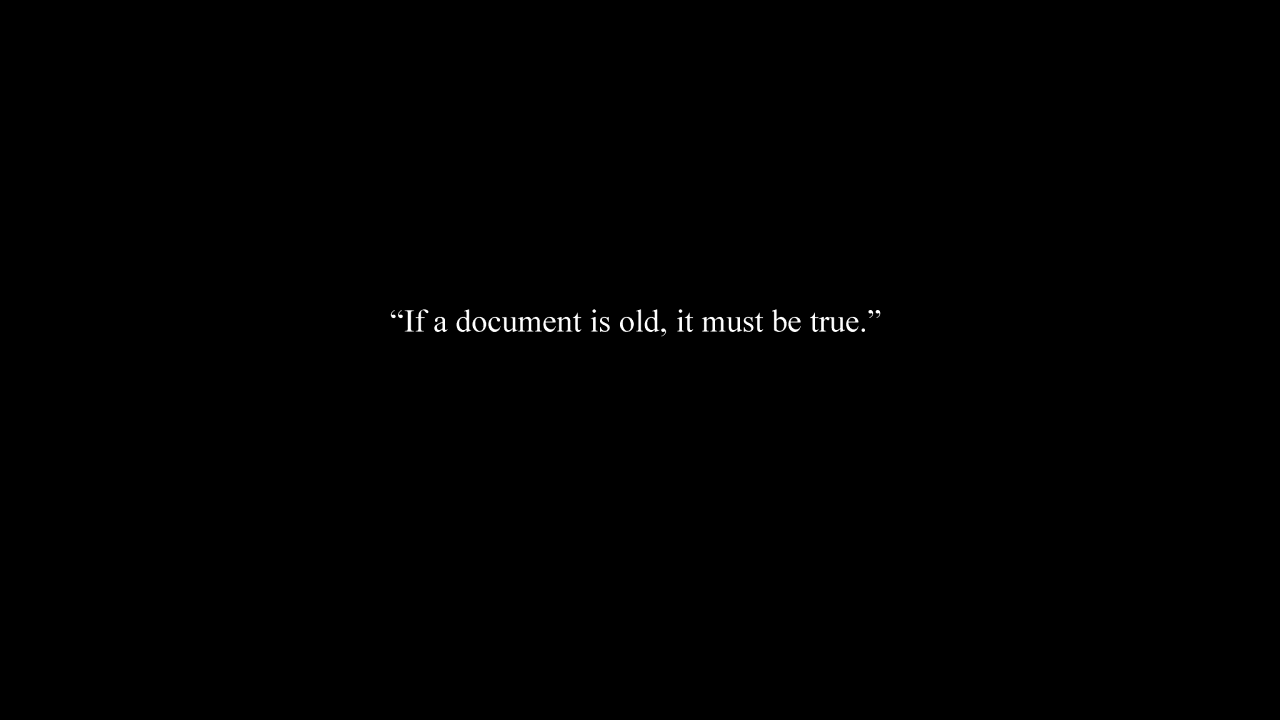 “If a document is old, it must be true.”